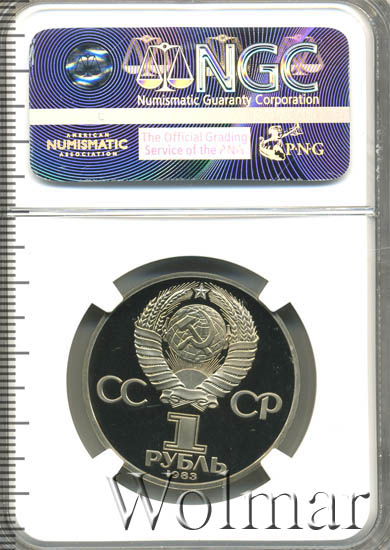 NGC
Numismatic Guaranty Corporation
AMERICAN
NUMISMATIC
ASSOCIATION
The Official Grading
Service of the PNG
PNG
СС СР
1
РУБЛЬ
1983
Wolmar